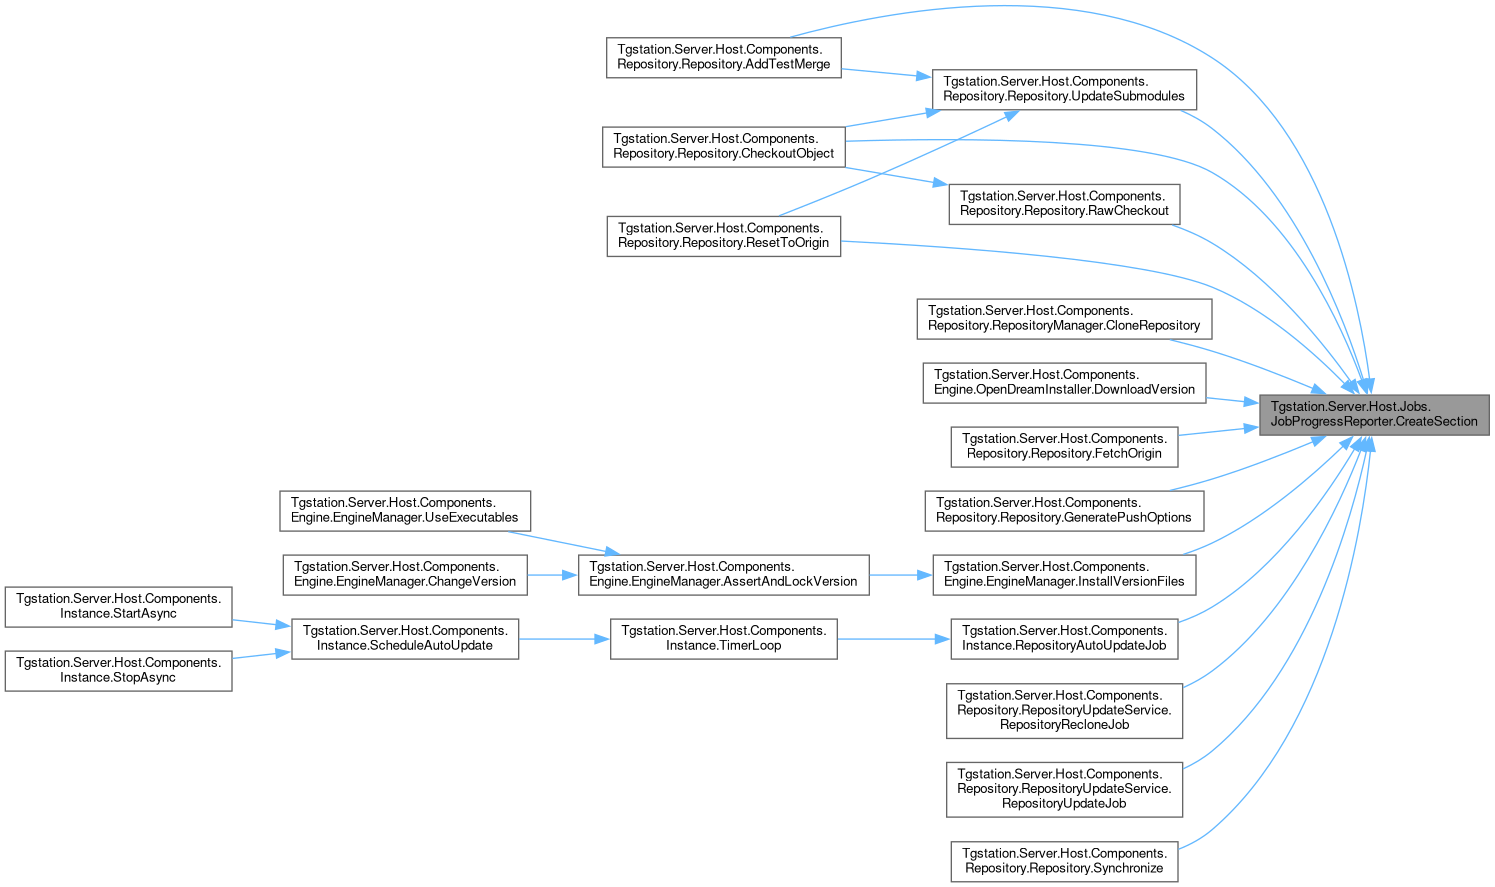 Tgstation.Server.Host.Components.
Repository.Repository.AddTestMerge
Tgstation.Server.Host.Components.
Repository.Repository.UpdateSubmodules
Tgstation.Server.Host.Components.
Repository.Repository.CheckoutObject
Tgstation.Server.Host.Components.
Repository.Repository.RawCheckout
Tgstation.Server.Host.Components.
Repository.Repository.ResetToOrigin
Tgstation.Server.Host.Components.
Repository.RepositoryManager.CloneRepository
Tgstation.Server.Host.Components.
Engine.OpenDreamInstaller.DownloadVersion
Tgstation.Server.Host.Jobs.
JobProgressReporter.CreateSection
Tgstation.Server.Host.Components.
Repository.Repository.FetchOrigin
Tgstation.Server.Host.Components.
Repository.Repository.GeneratePushOptions
Tgstation.Server.Host.Components.
Engine.EngineManager.UseExecutables
Tgstation.Server.Host.Components.
Engine.EngineManager.ChangeVersion
Tgstation.Server.Host.Components.
Engine.EngineManager.AssertAndLockVersion
Tgstation.Server.Host.Components.
Engine.EngineManager.InstallVersionFiles
Tgstation.Server.Host.Components.
Instance.StartAsync
Tgstation.Server.Host.Components.
Instance.ScheduleAutoUpdate
Tgstation.Server.Host.Components.
Instance.TimerLoop
Tgstation.Server.Host.Components.
Instance.RepositoryAutoUpdateJob
Tgstation.Server.Host.Components.
Instance.StopAsync
Tgstation.Server.Host.Components.
Repository.RepositoryUpdateService.
RepositoryRecloneJob
Tgstation.Server.Host.Components.
Repository.RepositoryUpdateService.
RepositoryUpdateJob
Tgstation.Server.Host.Components.
Repository.Repository.Synchronize